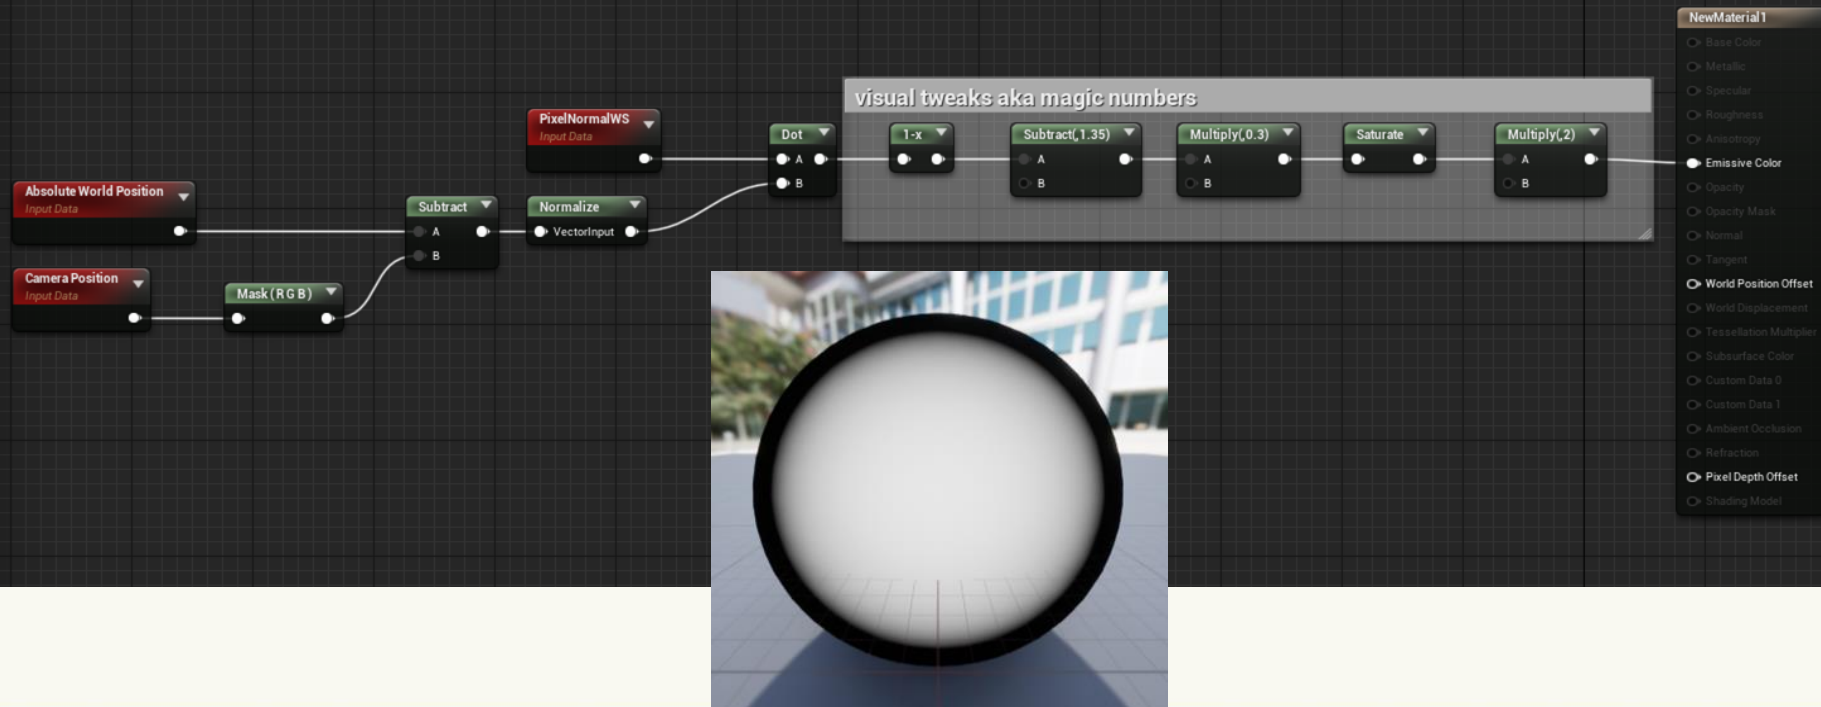 NewMaterial1
Base Color
Metallic
Specular
Roughness
Anisotropy
Emissive Color
Opacity
Opacity Mask
Normal
Tangent
World Position Offset
World Displacement
Tessellation Multiplier
Subsurface Color
Custom Data 0
Custom Data 1
Ambient Occlusion
Refraction
Pixel Depth Offset
Shading Model
visual tweaks aka magic numbers
PixelNormalWS
Input Data
Dot
A
B
1-x
Subtract(,1.35)
A
B
Multiply(,0.3)
A
B
Saturate
Multiply(,2)
A
B
Absolute World Position
Input Data
Subtract
A
B
Normalize
VectorInput
Camera Position
Input Data
Mask ( R G B )